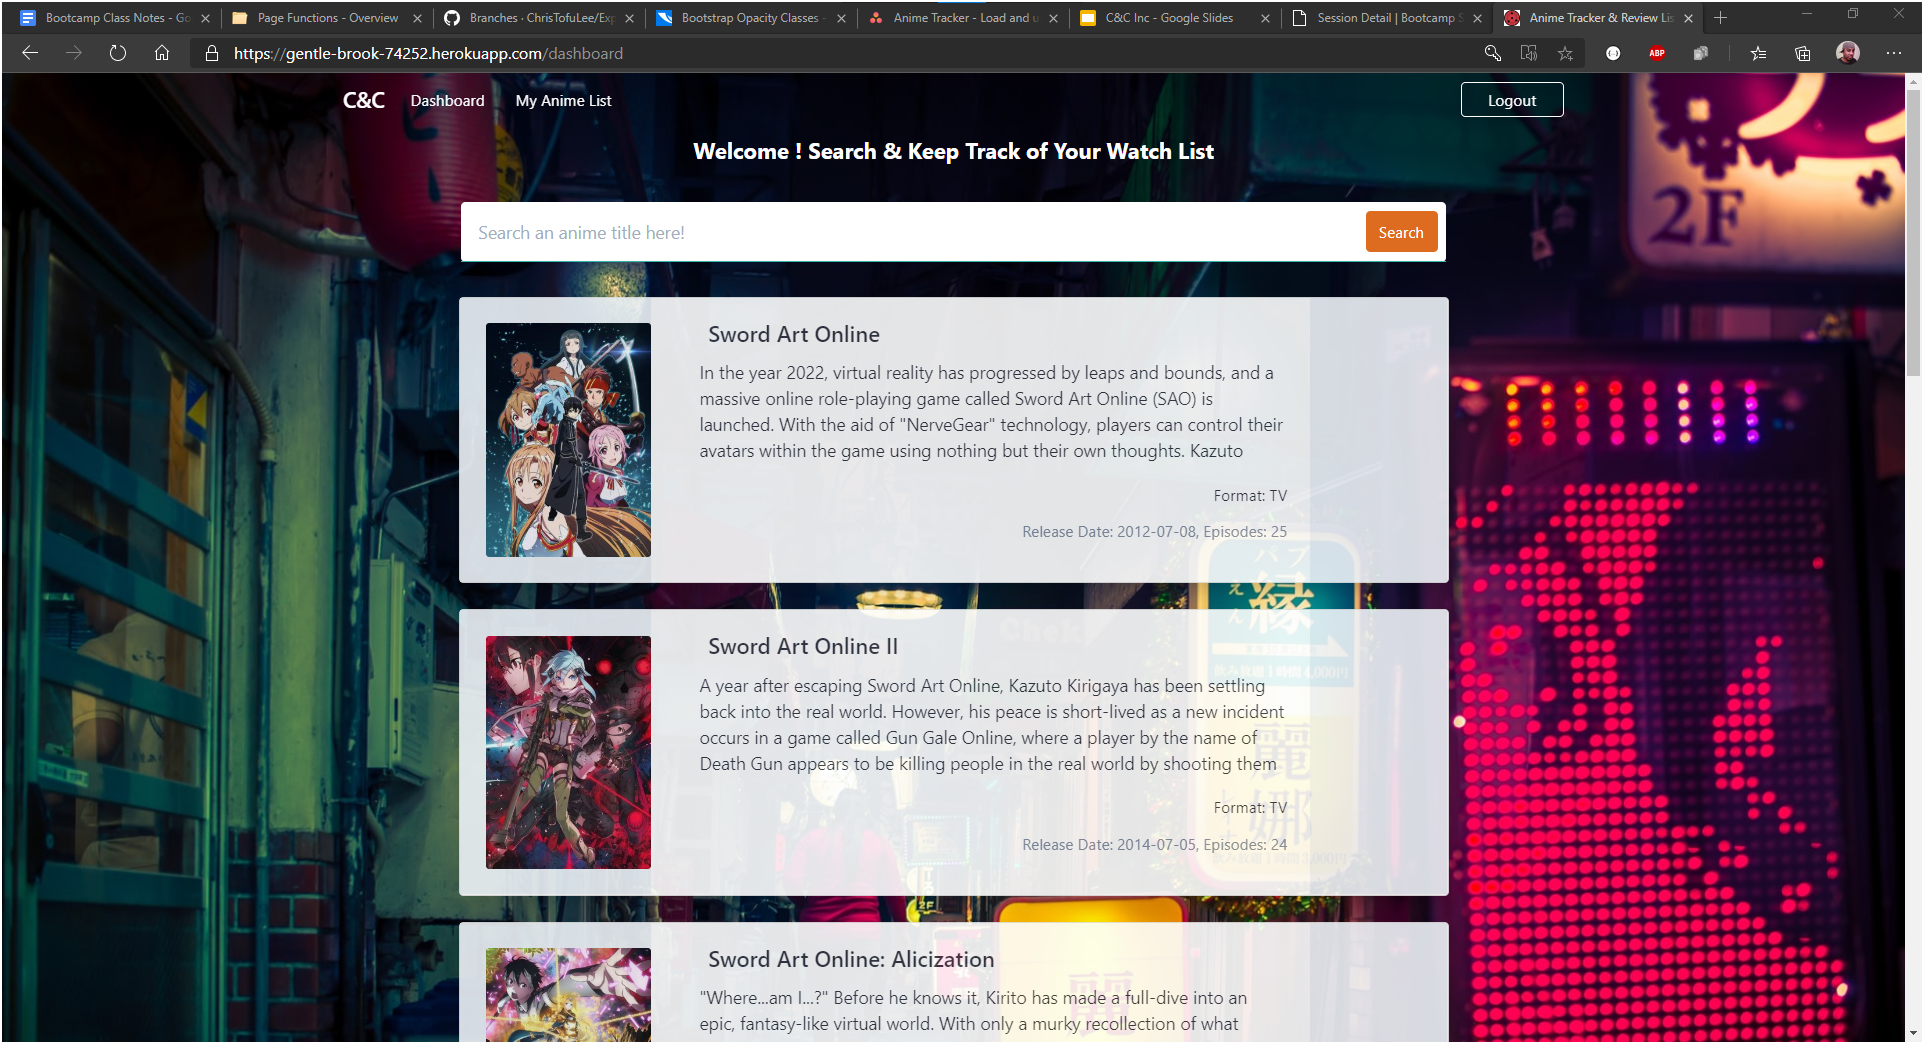 Bootcamp Class Notes - Go
Page Functions - Overview
Branches · ChrisTofuLee/Exp
Bootstrap Opacity Classes -
Anime Tracker - Load and u
C&C Inc - Google Slides
Session Detail | Bootcamp S
Anime Tracker & Review Lis
https://gentle-brook-74252.herokuapp.com/dashboard
ABP
C&C
Dashboard
My Anime List
Logout
Welcome ! Search & Keep Track of Your Watch List
Search an anime title here!
Search
2F
Sword Art Online
In the year 2022, virtual reality has progressed by leaps and bounds, and a
massive online role-playing game called Sword Art Online (SAO) is
launched. With the aid of "NerveGear" technology, players can control their
avatars within the game using nothing but their own thoughts. Kazuto
Format: TV
Release Date: 2012-07-08, Episodes: 25
縁
Sword Art Online II
A year after escaping Sword Art Online, Kazuto Kirigaya has been settling
back into the real world. However, his peace is short-lived as a new incident
occurs in a game called Gun Gale Online, where a player by the name of
Death Gun appears to be killing people in the real world by shooting them
Format: TV
Release Date: 2014-07-05, Episodes: 24
麗
娜
Sword Art Online: Alicization
"Where...am I...?" Before he knows it, Kirito has made a full-dive into an
epic, fantasy-like virtual world. With only a murky recollection of what
麗